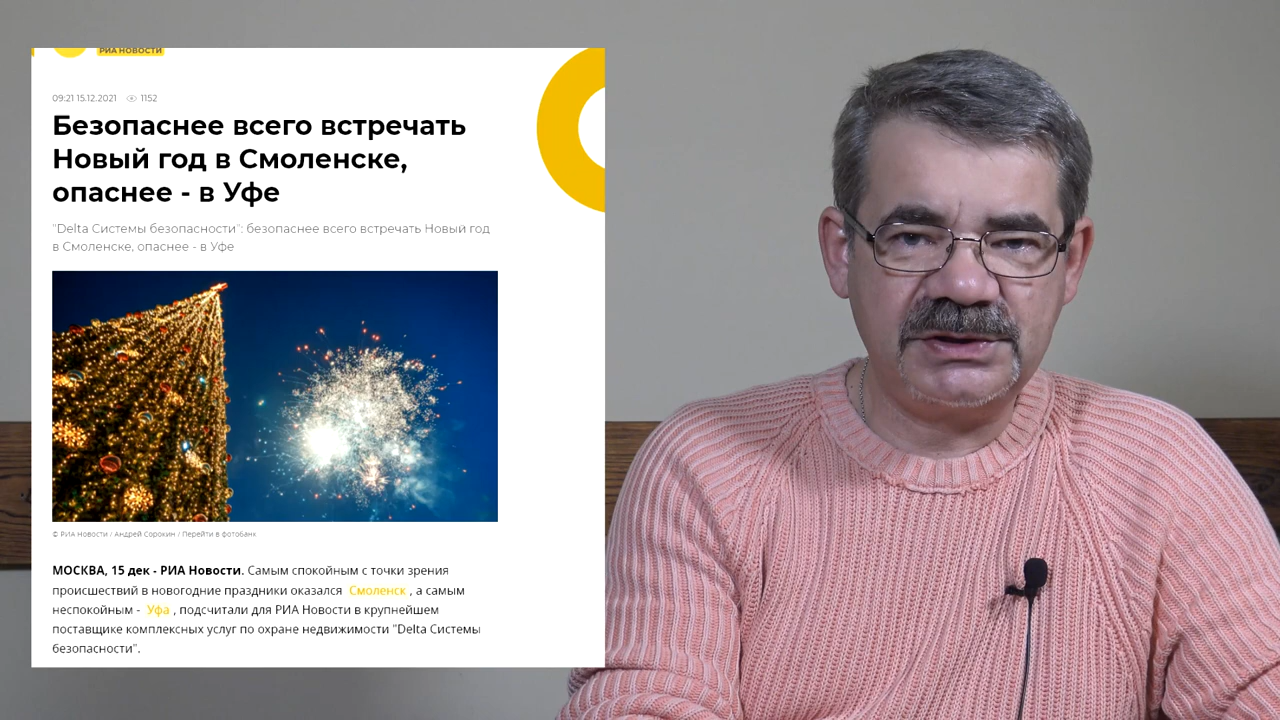 РИА НОВОСТИ
09:21 15.12.2021 1152
Безопаснее всего встречать
Новый год в Смоленске,
опаснее - в Уфе
"Delta Системы безопасности": безопаснее всего встречать Новый год
в Смоленске, опаснее - в Уфе
© РИА Новости / Андрей Сорокин / Перейти в фотобанк
МОСКВА, 15 дек - РИА Новости. Самым спокойным с точки зрения
происшествий в новогодние праздники оказался Смоленск , а самым
неспокойным - Уфа , подсчитали для РИА Новости в крупнейшем
поставщике комплексных услуг по охране недвижимости "Delta Системы
безопасности".